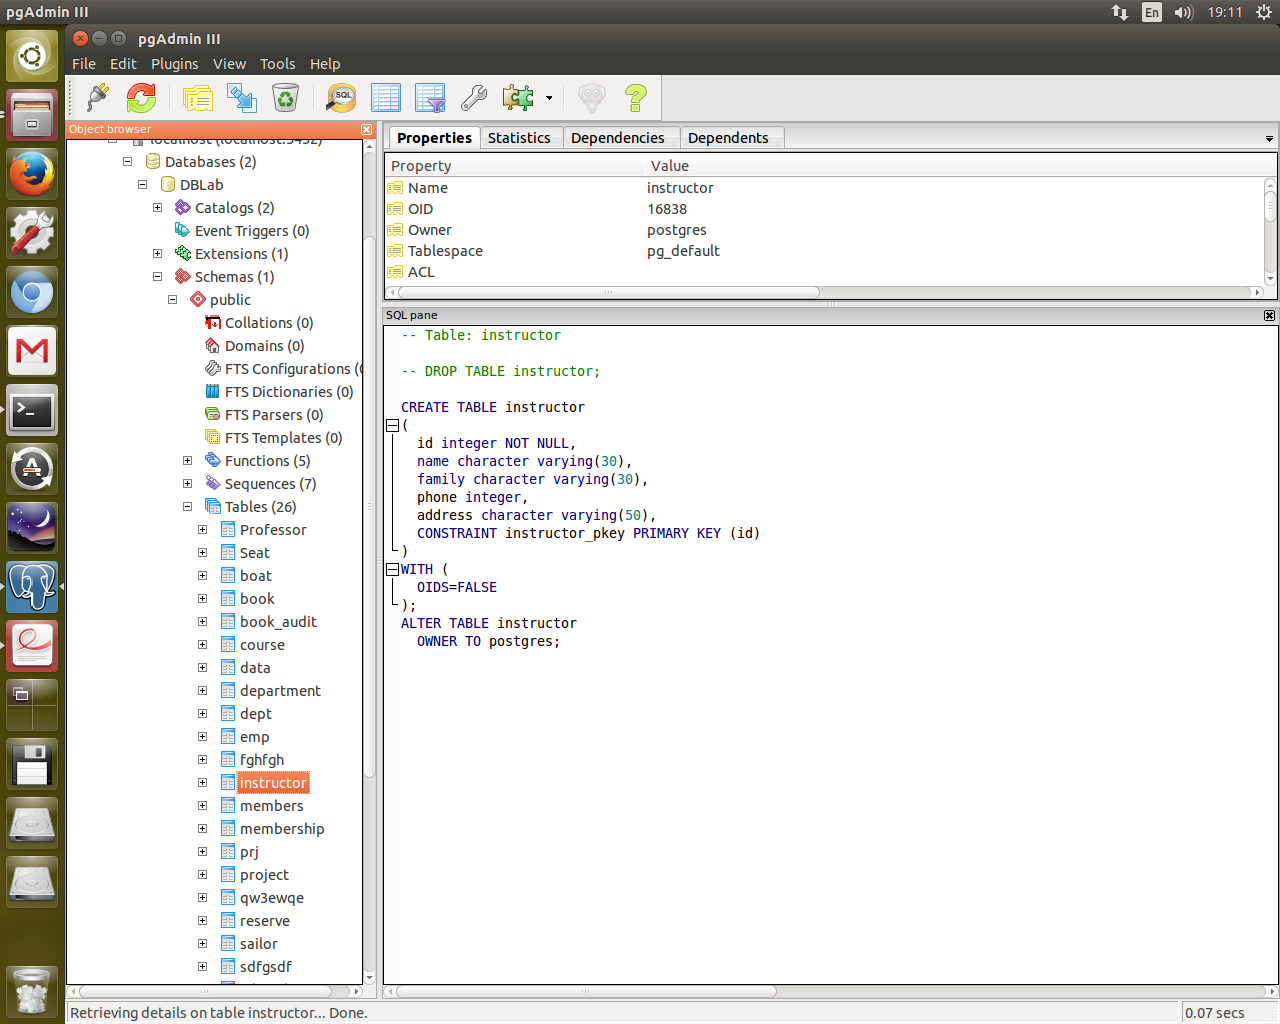 pgAdmin III
En
19:11
pgAdmin III
File Edit Plugins View Tools Help
SQL
Object browser
localhost (localhost:5432)
Databases (2)
DBLab
Catalogs (2)
Event Triggers (0)
Extensions (1)
Schemas (1)
public
Collations (0)
Domains (0)
FTS Configurations (
FTS Dictionaries (0)
FTS Parsers (0)
FTS Templates (0)
Functions (5)
Sequences (7)
Tables (26)
Professor
Seat
boat
book
book_audit
course
data
department
dept
emp
fghfgh
instructor
members
membership
prj
project
qw3ewqe
reserve
sailor
sdfgsdf
Properties Statistics Dependencies Dependents
Property Value
Name instructor
OID 16838
Owner postgres
Tablespace pg_default
ACL
SQL pane
-- Table: instructor
-- DROP TABLE instructor;
CREATE TABLE instructor
(
id integer NOT NULL,
name character varying(30),
family character varying(30),
phone integer,
address character varying(50),
CONSTRAINT instructor_pkey PRIMARY KEY (id)
)
WITH (
OIDS=FALSE
);
ALTER TABLE instructor
OWNER TO postgres;
Retrieving details on table instructor... Done.
0.07 secs